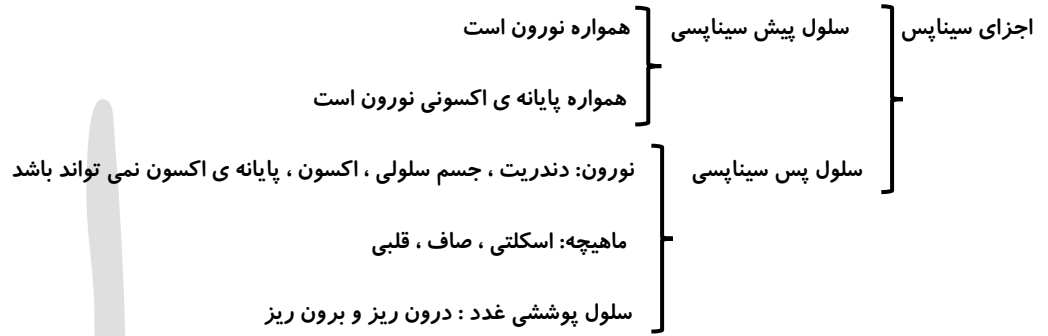 اجزای سیناپس سلول پیش سیناپسی همواره نورون است
همواره پایانه ی اکسونی نورون است
سلول پس سیناپسی نورون: دندریت ، جسم سلولی ، اکسون ، پایانه ی اکسون نمی تواند باشد
ماهیچه: اسکلتی ، صاف ، قلبی
سلول پوششی غدد : درون ریز و برون ریز